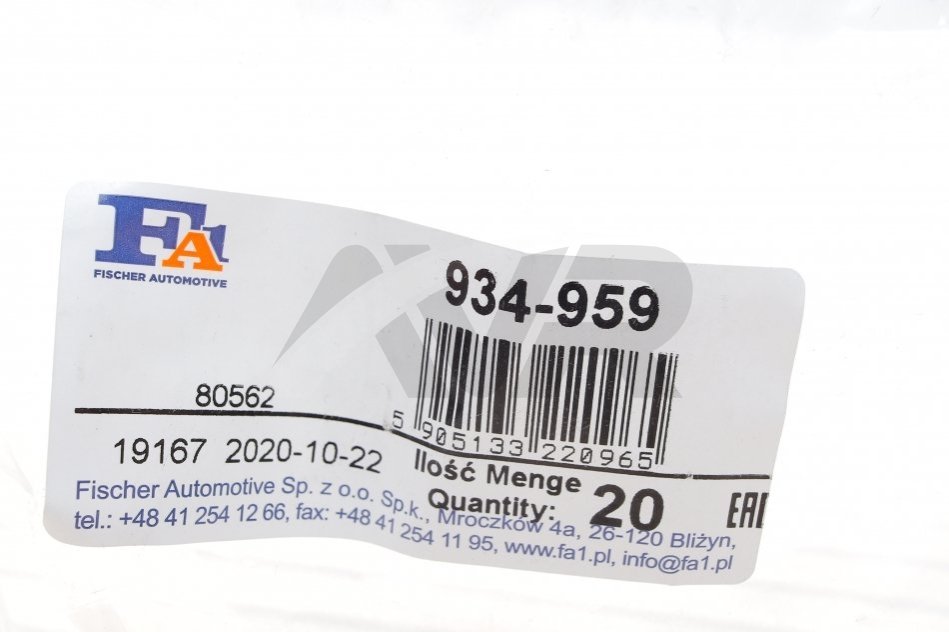 FA1
FISCHER AUTOMOTIVE
934-959
5 905133 220965
80562
19167 2020-10-22
Ilość Menge
Quantity: 20
EAC
Fischer Automotive Sp. z o.o. Sp.k., Mroczków 4a, 26-120 Bliżyn,
tel.: +48 41 254 12 66, fax: +48 41 254 11 95, www.fa1.pl, info@fa1.pl